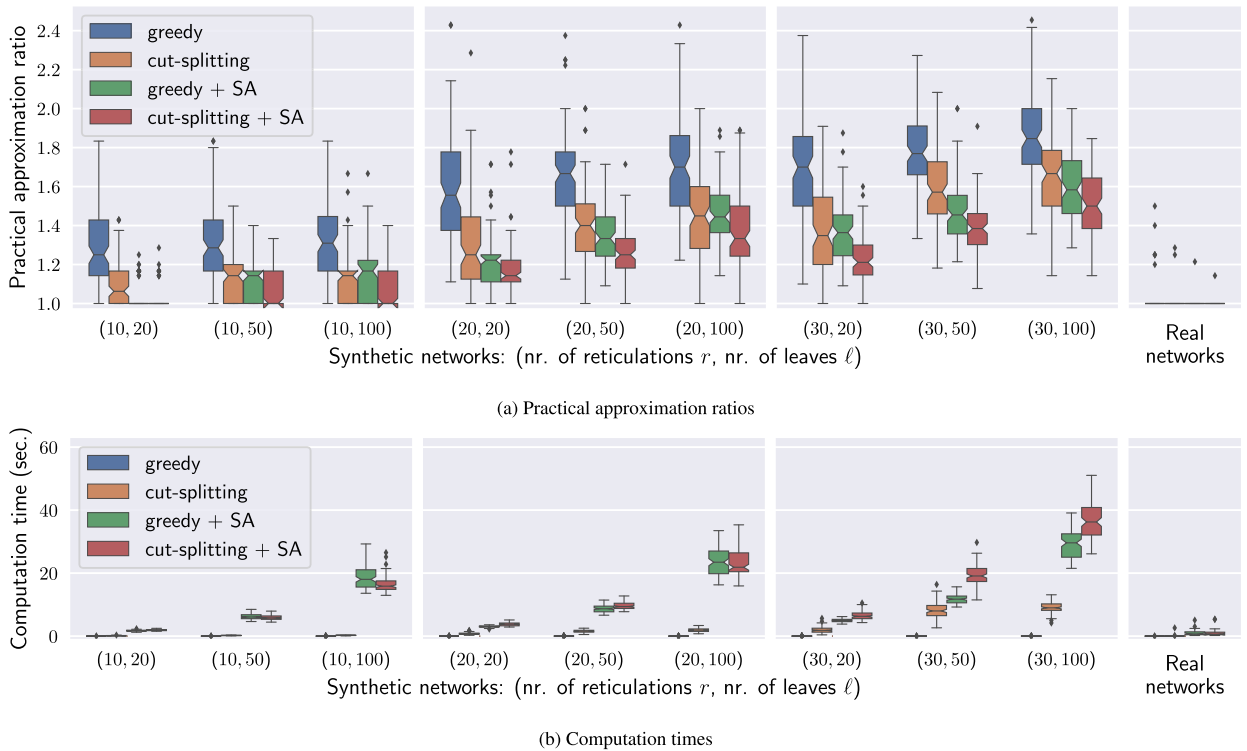 Practical approximation ratio
2.4
2.2
2.0
1.8
1.6
1.4
1.2
1.0
greedy
cut-splitting
greedy + SA
cut-splitting + SA
(10, 20) (10, 50) (10, 100) (20, 20) (20, 50) (20, 100) (30, 20) (30, 50) (30, 100) Real
networks
Synthetic networks: (nr. of reticulations r, nr. of leaves ℓ)
(a) Practical approximation ratios
Computation time (sec.)
60
40
20
0
greedy
cut-splitting
greedy + SA
cut-splitting + SA
(10, 20) (10, 50) (10, 100) (20, 20) (20, 50) (20, 100) (30, 20) (30, 50) (30, 100) Real
networks
Synthetic networks: (nr. of reticulations r, nr. of leaves ℓ)
(b) Computation times